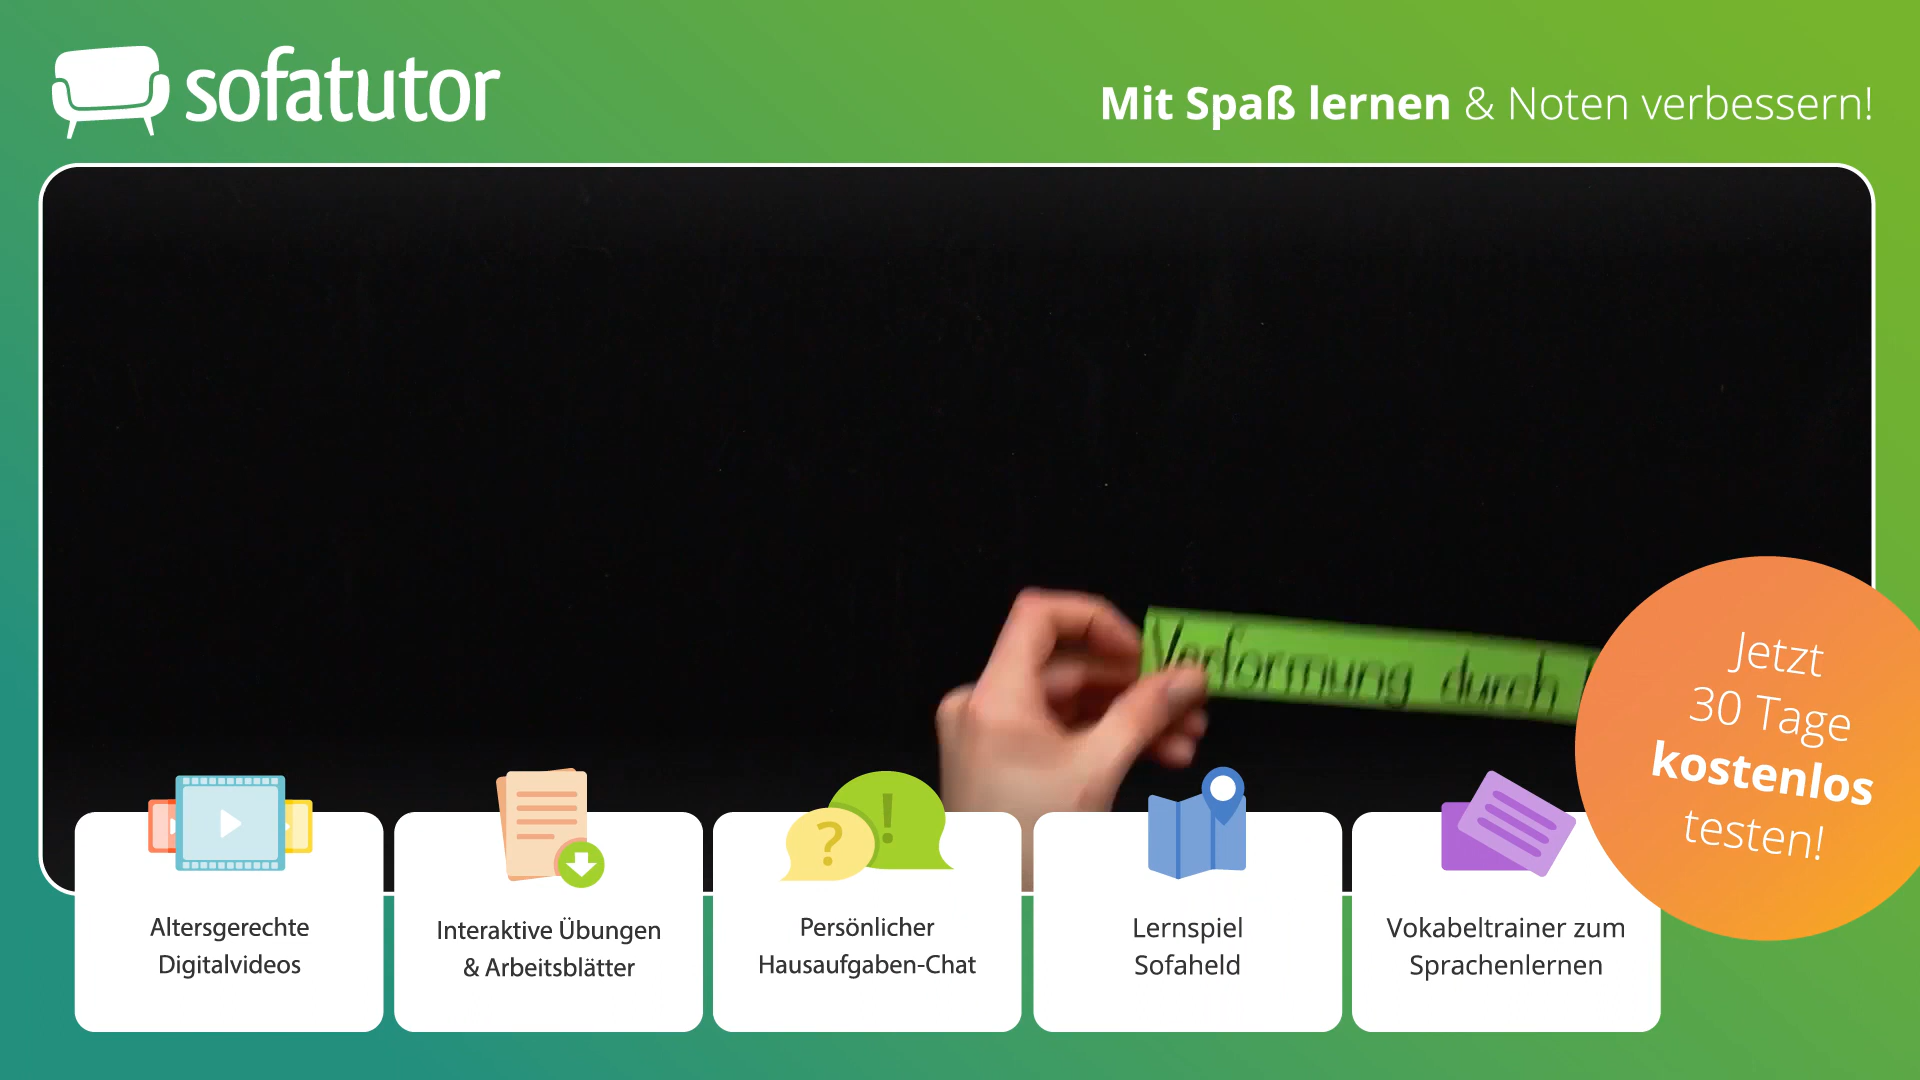 sofatutor
Mit Spaß lernen & Noten verbessern!
Verformung durch
Jetzt
30 Tage
kostenlos
testen!
?
!
Altersgerechte
Digitalvideos
Interaktive Übungen
& Arbeitsblätter
Persönlicher
Hausaufgaben-Chat
Lernspiel
Sofaheld
Vokabeltrainer zum
Sprachenlernen